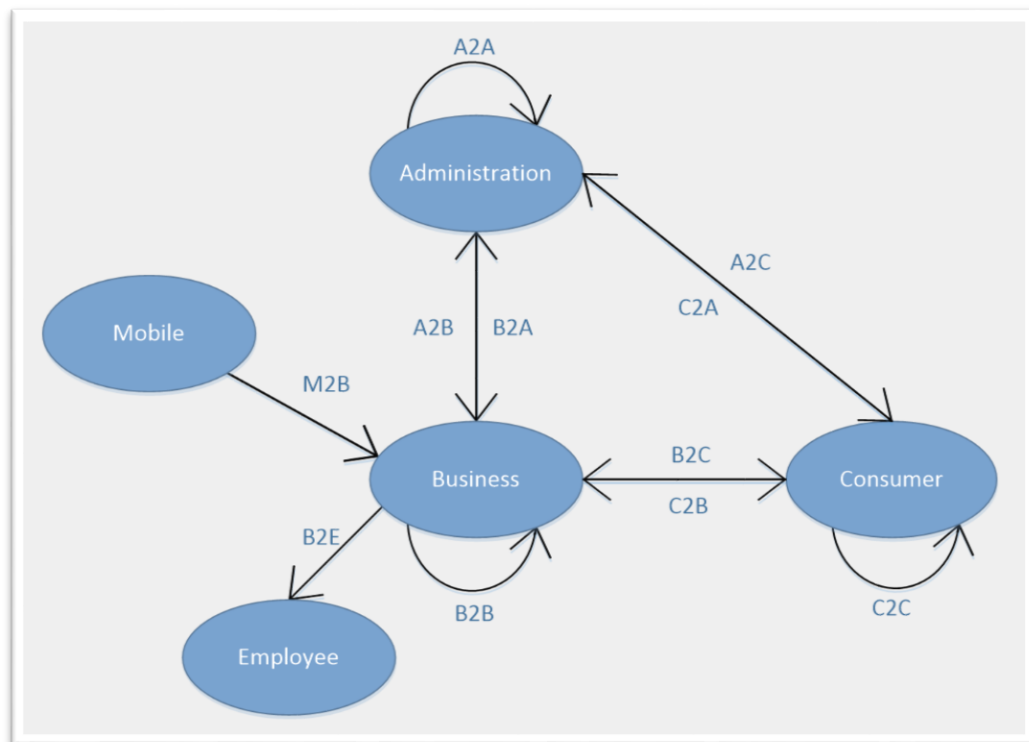 A2A
Administration
A2C
C2A
Mobile
A2B
B2A
M2B
B2C
Business
Consumer
C2B
B2E
B2B
C2C
Employee